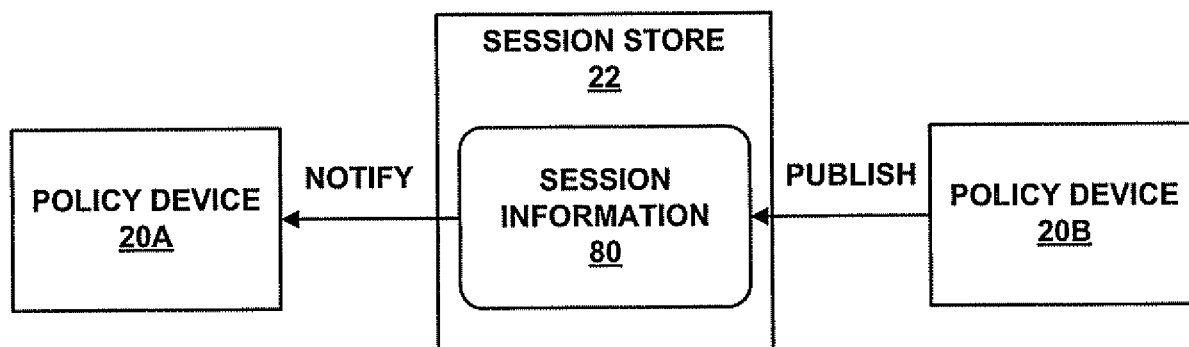 SESSION STORE
22
POLICY DEVICE
20A
NOTIFY
SESSION
INFORMATION
80
PUBLISH
POLICY DEVICE
20B